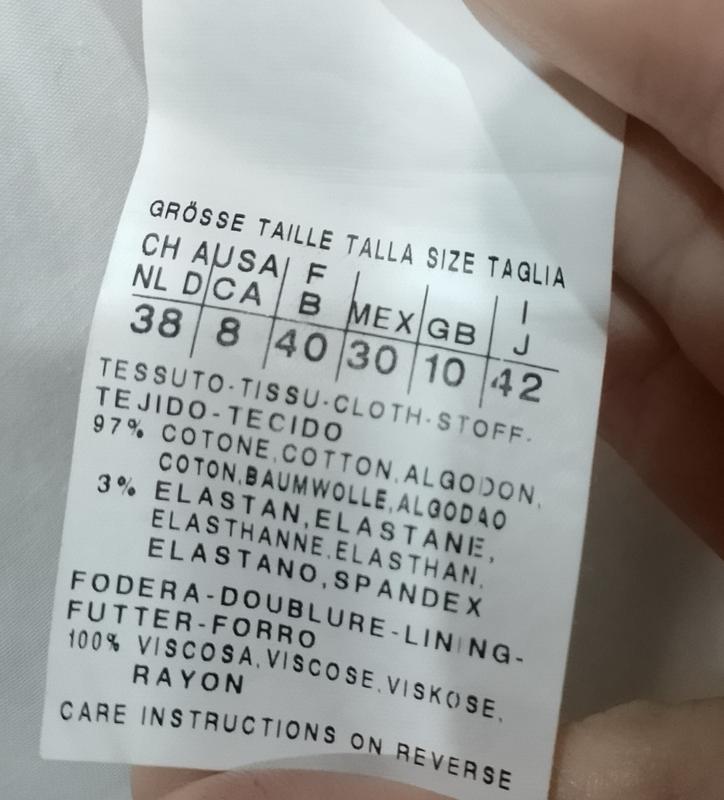 GRÖSSE TAILLE TALLA SIZE TAGLIA
CH A USA F I
NL D CA B MEX GB J
38 8 40 30 10 42
TESSUTO-TISSU-CLOTH-STOFF-
TEJIDO-TECIDO
97% COTONE,COTTON,ALGODON,
COTON,BAUMWOLLE,ALGODAO
3% ELASTAN,ELASTANE,
ELASTHANNE,ELASTHAN,
ELASTANO,SPANDEX
FODERA-DOUBLURE-LINING-
FUTTER-FORRO
100% VISCOSA,VISCOSE,VISKOSE,
RAYON
CARE INSTRUCTIONS ON REVERSE